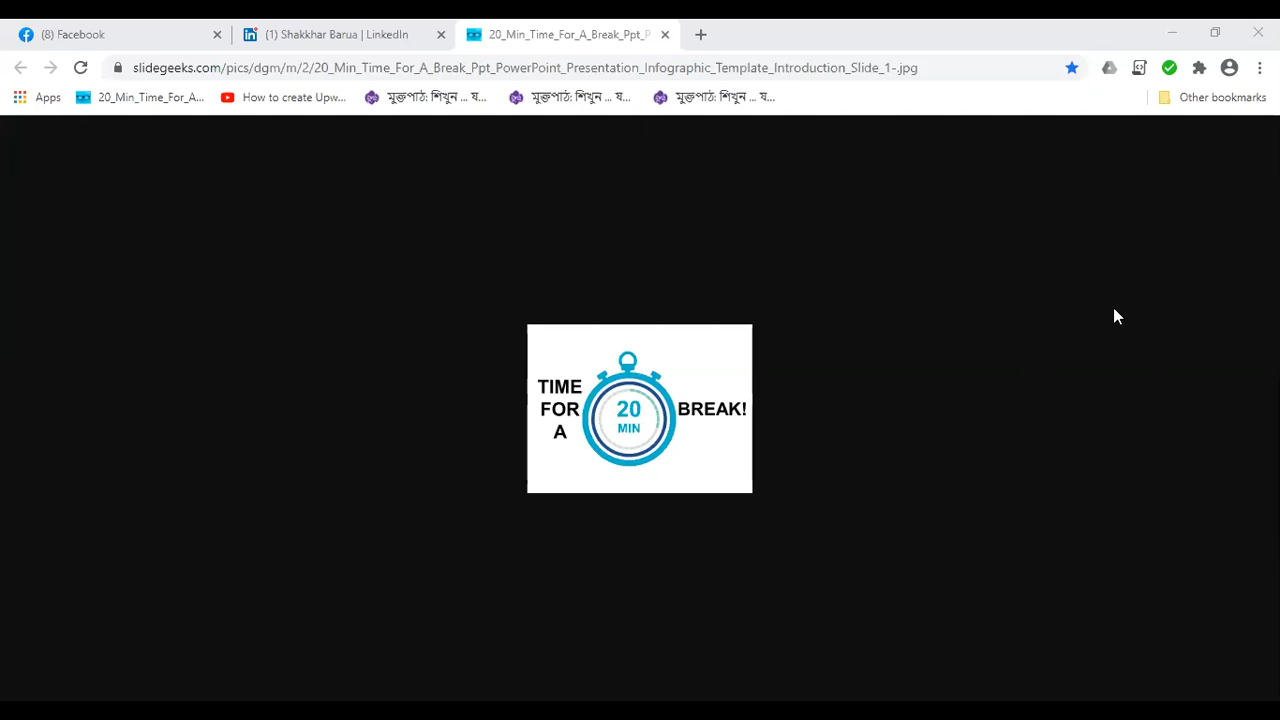 (8) Facebook
(1) Shakkhar Barua | LinkedIn
20_Min_Time_For_A_Break_Ppt_P
slidegeeks.com/pics/dgm/m/2/20_Min_Time_For_A_Break_Ppt_PowerPoint_Presentation_Infographic_Template_Introduction_Slide_1-.jpg
Apps
20_Min_Time_For_A...
How to create Upw...
মুক্তপাঠ: শিখুন ... য...
মুক্তপাঠ: শিখুন ... য...
মুক্তপাঠ: শিখুন ... য...
Other bookmarks
TIME
FOR
A
20
MIN
BREAK!